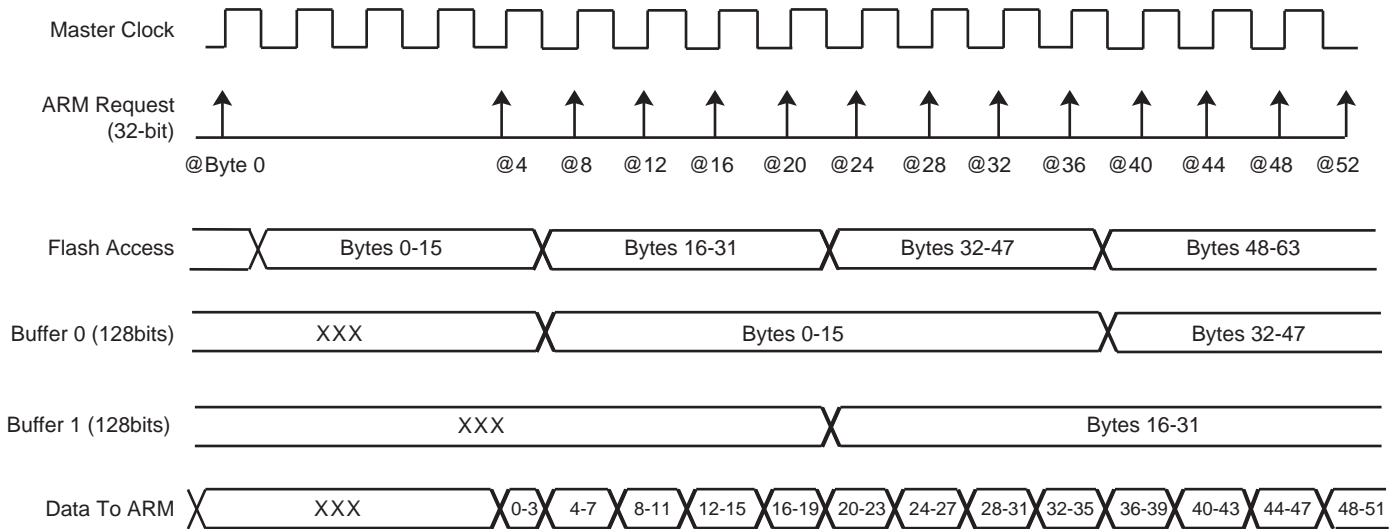 Master Clock
ARM Request
(32-bit)
@Byte 0 @4 @8 @12 @16 @20 @24 @28 @32 @36 @40 @44 @48 @52
Flash Access Bytes 0-15 Bytes 16-31 Bytes 32-47 Bytes 48-63
Buffer 0 (128bits) XXX Bytes 0-15 Bytes 32-47
Buffer 1 (128bits) XXX Bytes 16-31
Data To ARM XXX 0-3 4-7 8-11 12-15 16-19 20-23 24-27 28-31 32-35 36-39 40-43 44-47 48-51